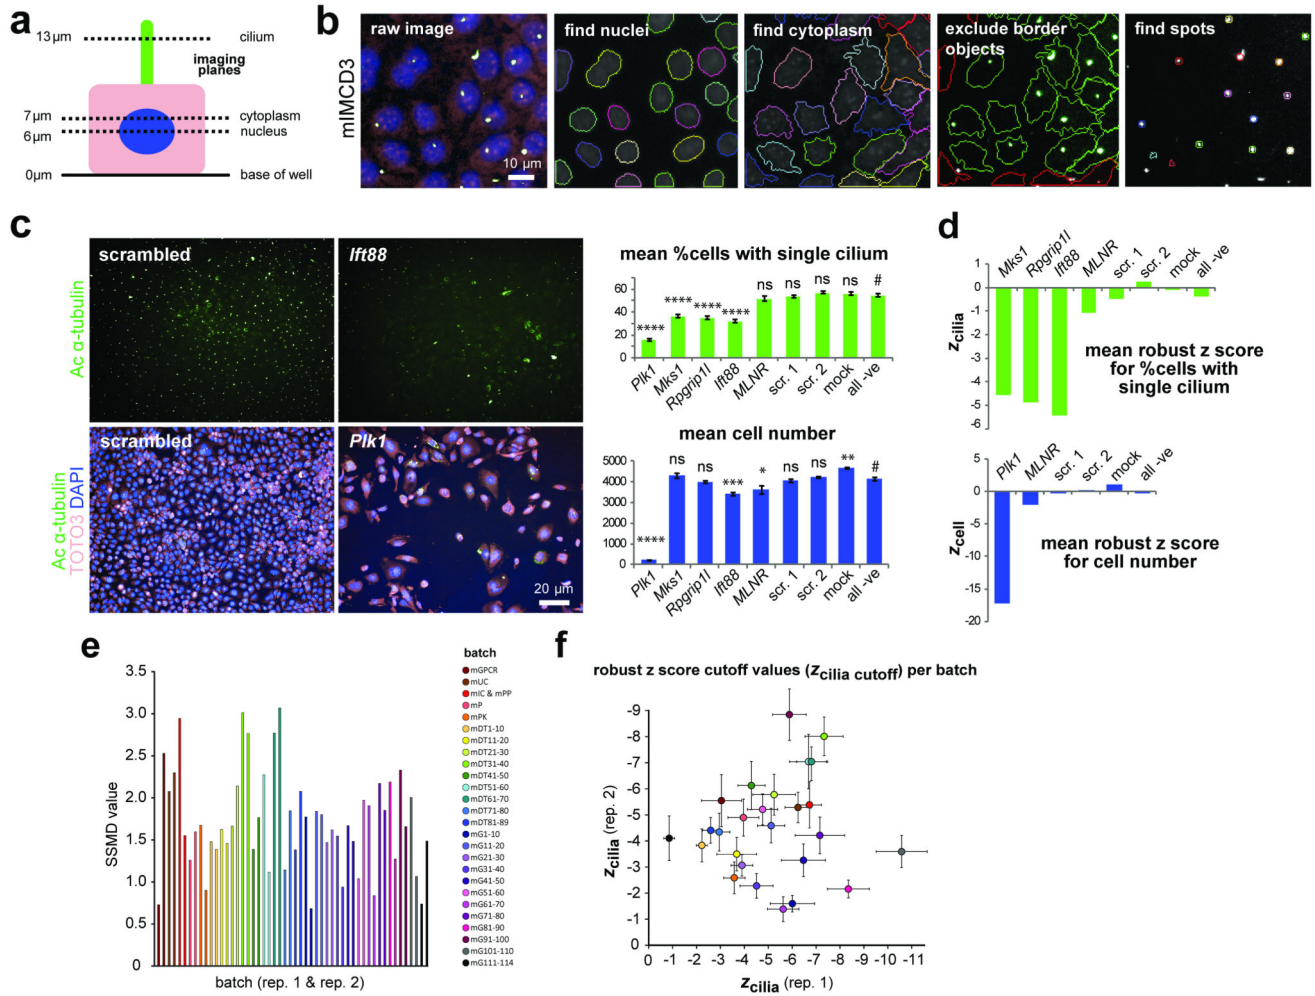 a
13 µm
cilium
imaging
planes
7 µm
cytoplasm
6 µm
nucleus
0µm
base of well
b
mIMCD3
raw image
10 µm
find nuclei
find cytoplasm
exclude border
objects
find spots
c
Ac α-tubulin
scrambled
Ift88
Ac α-tubulin
TOTO3 DAPI
scrambled
Plk1
20 µm
mean %cells with single cilium
60
40
20
0
****
****
****
****
ns
ns
ns
ns
#
Plk1
Mks1
Rpgrip1l
Ift88
MLNR
scr. 1
scr. 2
mock
all -ve
mean cell number
5000
4000
3000
2000
1000
0
****
ns
ns
***
*
ns
ns
**
#
Plk1
Mks1
Rpgrip1l
Ift88
MLNR
scr. 1
scr. 2
mock
all -ve
d
Mks1
Rpgrip1l
Ift88
MLNR
scr. 1
scr. 2
mock
all -ve
1
0
-1
-2
-3
-4
-5
-6
zcilia
mean robust z score
for %cells with
single cilium
Plk1
MLNR
scr. 1
scr. 2
mock
all -ve
5
0
-5
-10
-15
-20
zcell
mean robust z score
for cell number
e
3.5
3.0
2.5
2.0
1.5
1.0
0.5
0
SSMD value
batch (rep. 1 & rep. 2)
batch
mGPCR
mUC
mIC & mPP
mP
mPK
mDT1-10
mDT11-20
mDT21-30
mDT31-40
mDT41-50
mDT51-60
mDT61-70
mDT71-80
mDT81-89
mG1-10
mG11-20
mG21-30
mG31-40
mG41-50
mG51-60
mG61-70
mG71-80
mG81-90
mG91-100
mG101-110
mG111-114
f
robust z score cutoff values (zcilia cutoff) per batch
-9
-8
-7
-6
-5
-4
-3
-2
-1
0
zcilia (rep. 2)
0 -1 -2 -3 -4 -5 -6 -7 -8 -9 -10 -11
zcilia (rep. 1)